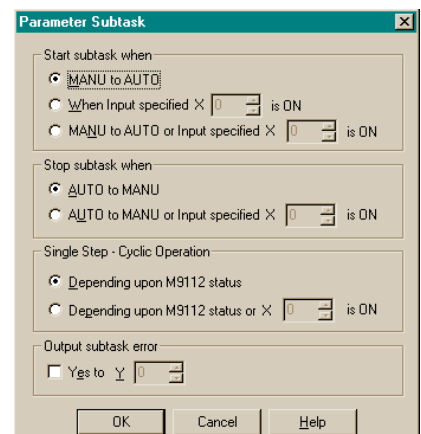 Parameter Subtask
Start subtask when
MANU to AUTO
When Input specified X 0 is ON
MANU to AUTO or Input specified X 0 is ON
Stop subtask when
AUTO to MANU
AUTO to MANU or Input specified X 0 is ON
Single Step - Cyclic Operation
Depending upon M9112 status
Depending upon M9112 status or X 0 is ON
Output subtask error
Yes to Y 0
OK Cancel Help